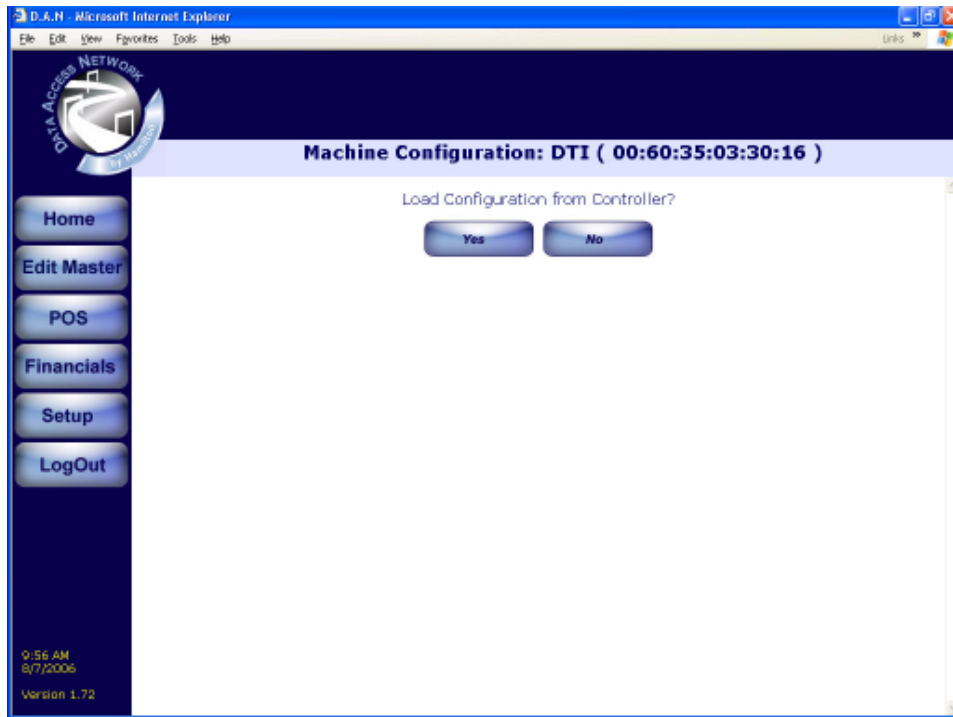 D.A.N - Microsoft Internet Explorer
File Edit View Favorites Tools Help
Links »
DATA ACCESS NETWORK
by Hamilton
Machine Configuration: DTI ( 00:60:35:03:30:16 )
Load Configuration from Controller?
Yes No
Home
Edit Master
POS
Financials
Setup
LogOut
9:56 AM
8/7/2006
Version 1.72